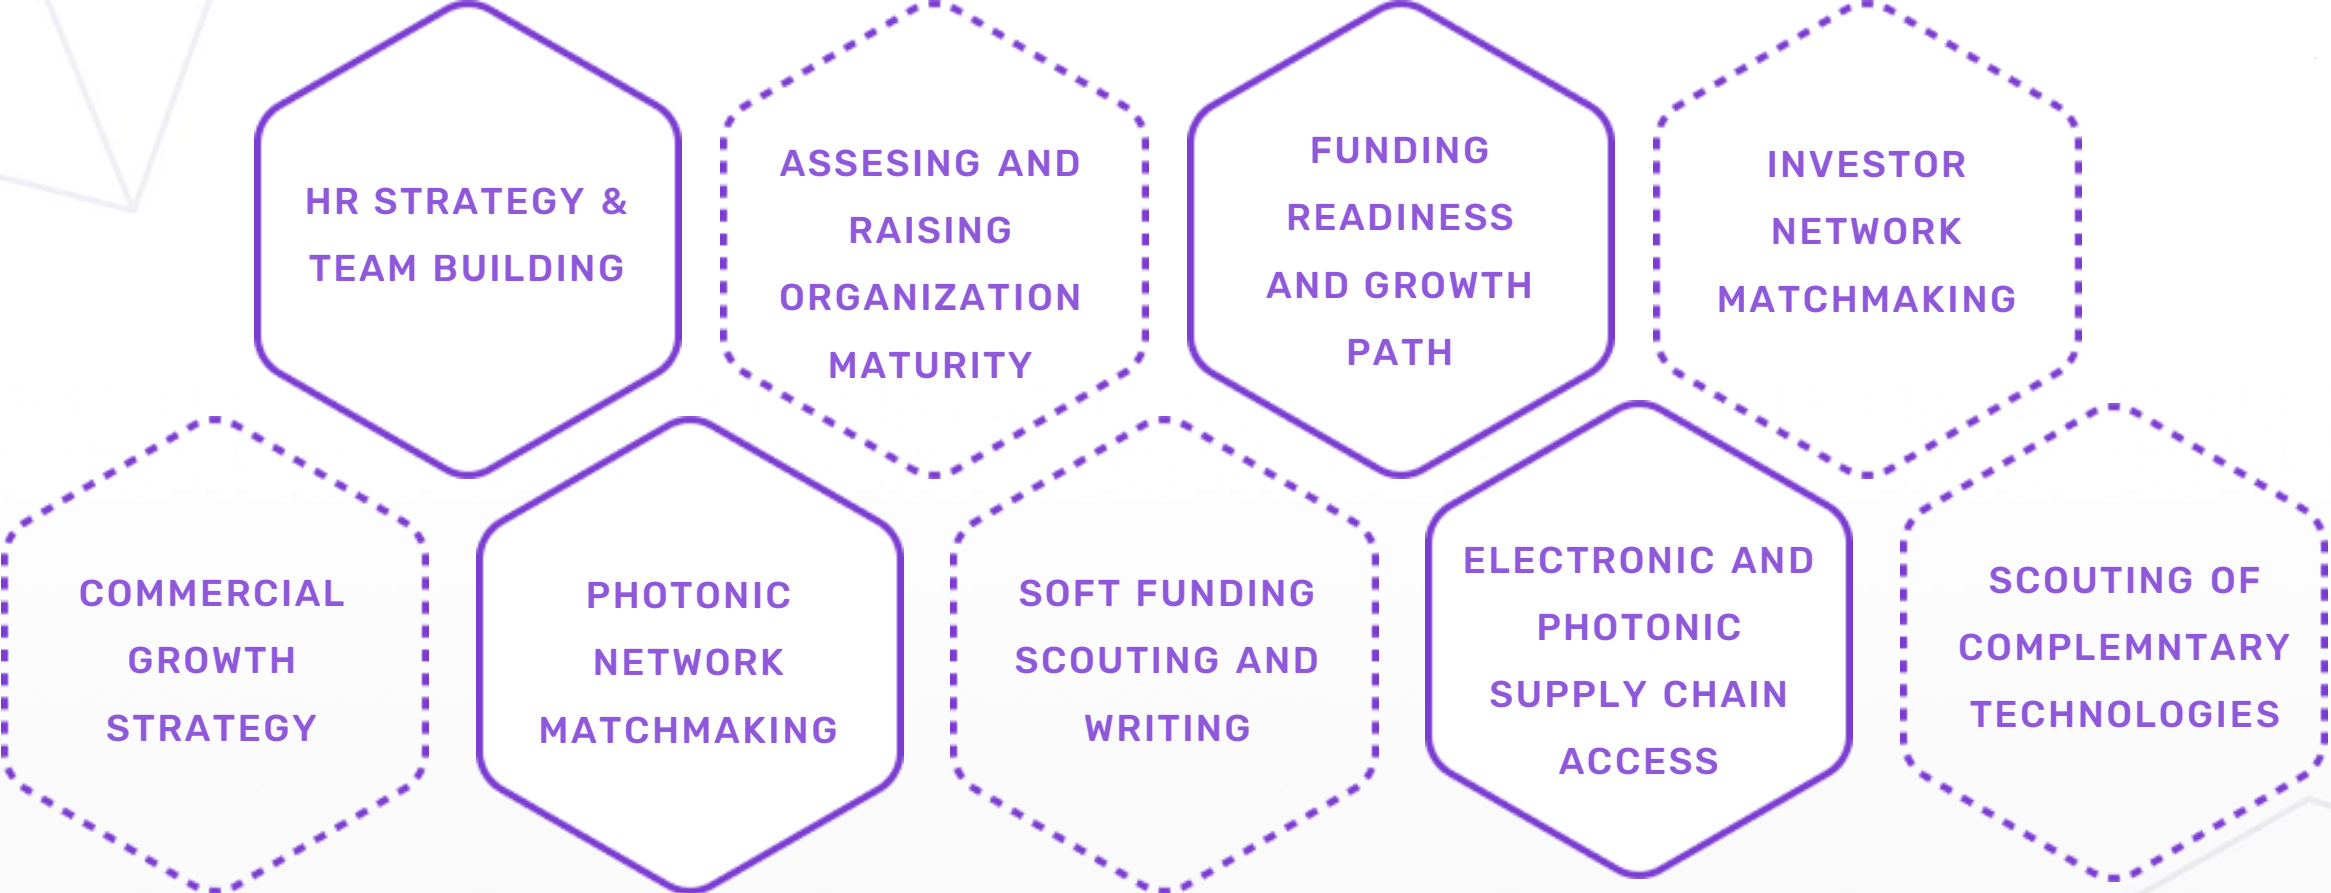 HR STRATEGY &
TEAM BUILDING
ASSESING AND
RAISING
ORGANIZATION
MATURITY
FUNDING
READINESS
AND GROWTH
PATH
INVESTOR
NETWORK
MATCHMAKING
COMMERCIAL
GROWTH
STRATEGY
PHOTONIC
NETWORK
MATCHMAKING
SOFT FUNDING
SCOUTING AND
WRITING
ELECTRONIC AND
PHOTONIC
SUPPLY CHAIN
ACCESS
SCOUTING OF
COMPLEMNTARY
TECHNOLOGIES